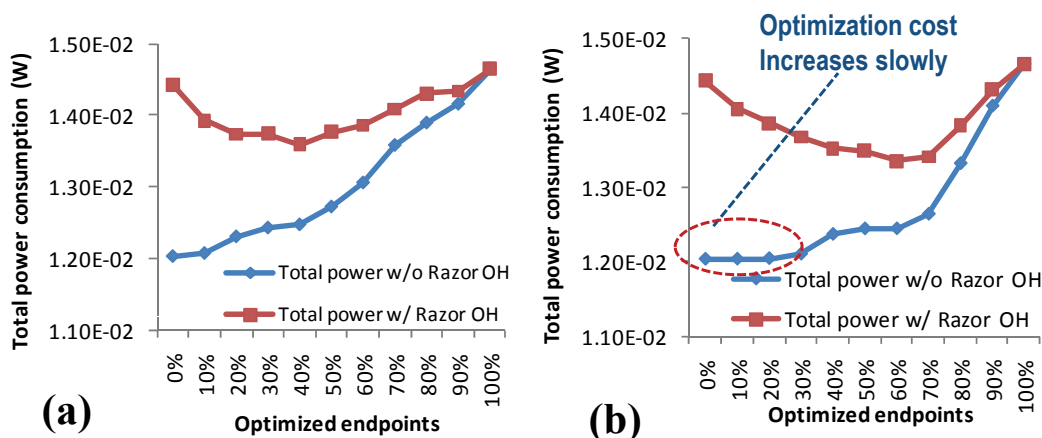 1.50E-02
1.40E-02
1.30E-02
1.20E-02
1.10E-02
Total power consumption (W)
Total power w/o Razor OH
Total power w/ Razor OH
0%
10%
20%
30%
40%
50%
60%
70%
80%
90%
100%
Optimized endpoints
(a)
Optimization cost
Increases slowly
1.50E-02
1.40E-02
1.30E-02
1.20E-02
1.10E-02
Total power consumption (W)
Total power w/o Razor OH
Total power w/ Razor OH
0%
10%
20%
30%
40%
50%
60%
70%
80%
90%
100%
Optimized endpoints
(b)